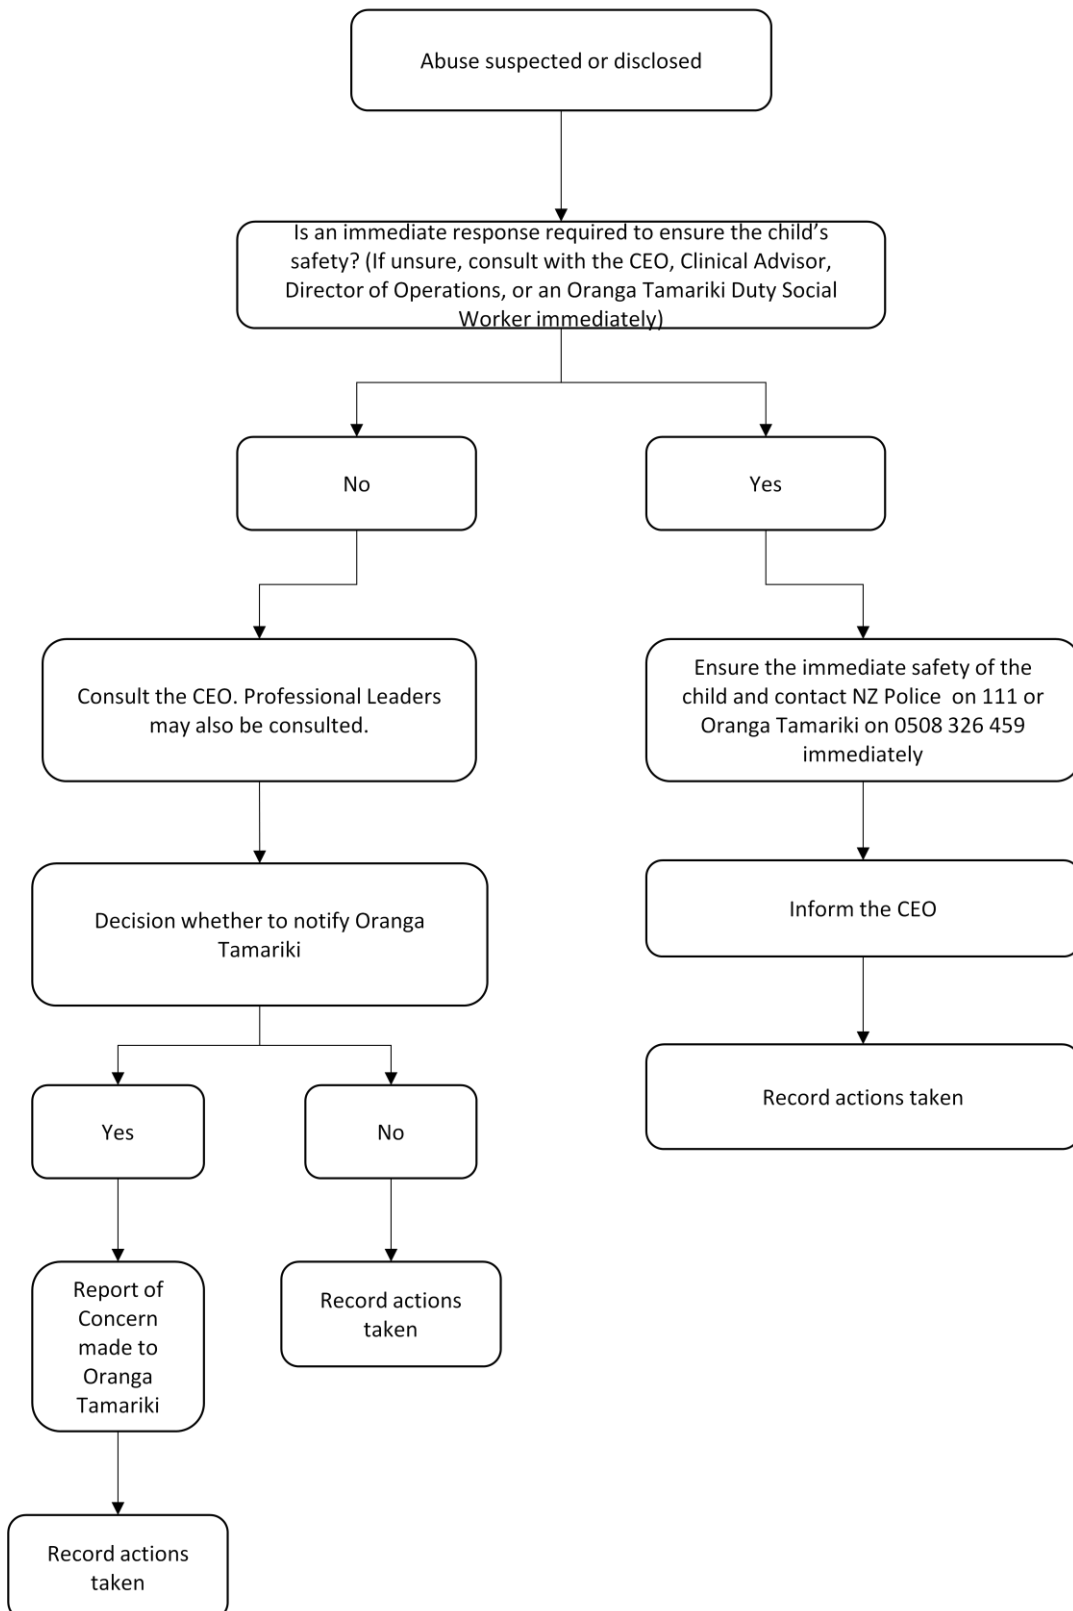 Abuse suspected or disclosed
Is an immediate response required to ensure the child’s
safety? (If unsure, consult with the CEO, Clinical Advisor,
Director of Operations, or an Oranga Tamariki Duty Social
Worker immediately)
No
Yes
Consult the CEO. Professional Leaders
may also be consulted.
Ensure the immediate safety of the
child and contact NZ Police  on 111 or
Oranga Tamariki on 0508 326 459
immediately
Decision whether to notify Oranga
Tamariki
Inform the CEO
Record actions taken
Yes
No
Report of
Concern
made to
Oranga
Tamariki
Record actions
taken
Record actions
taken